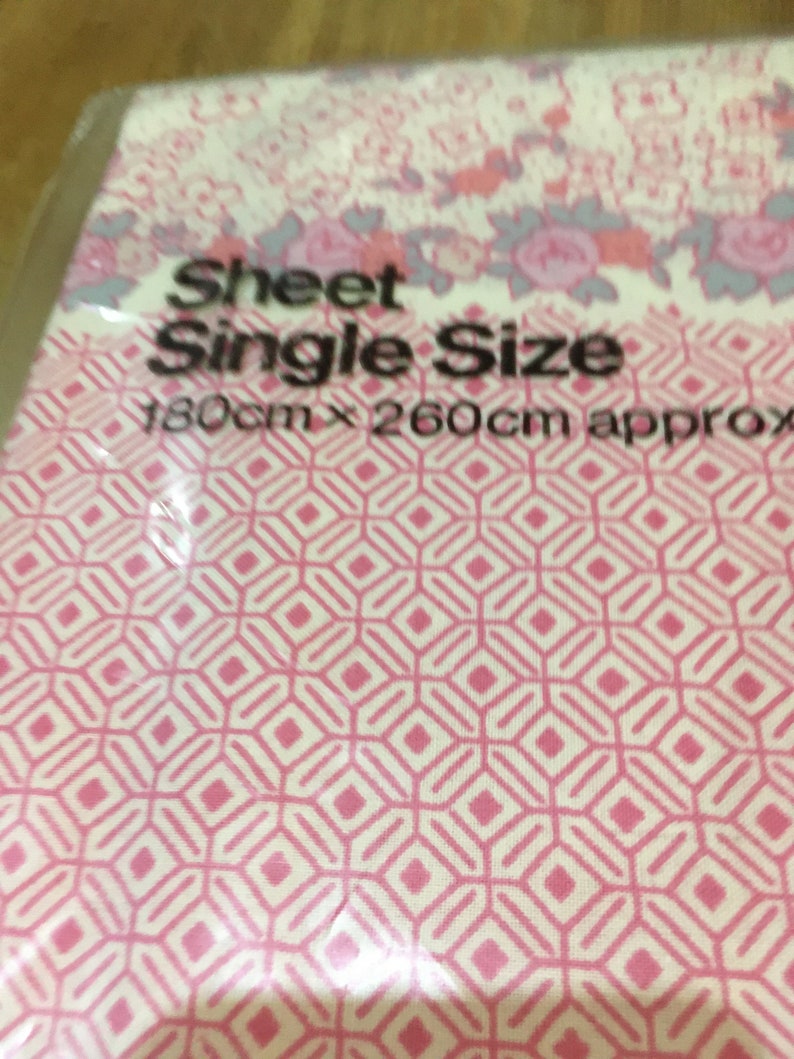 Sheet
Single Size
180cm × 260cm approx